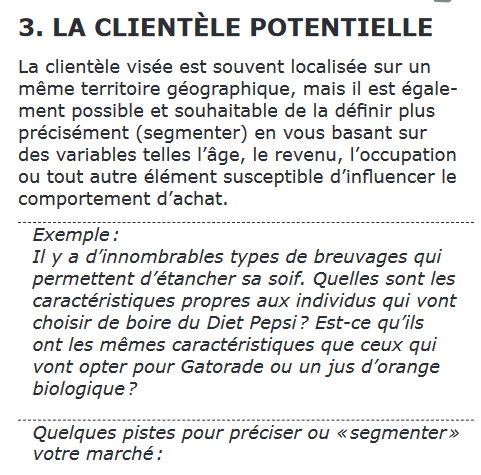 3. LA CLIENTÈLE POTENTIELLE
La clientèle visée est souvent localisée sur un
même territoire géographique, mais il est égale-
ment possible et souhaitable de la définir plus
précisément (segmenter) en vous basant sur
des variables telles l’âge, le revenu, l’occupation
ou tout autre élément susceptible d’influencer le
comportement d’achat.
Exemple :
Il y a d’innombrables types de breuvages qui
permettent d’étancher sa soif. Quelles sont les
caractéristiques propres aux individus qui vont
choisir de boire du Diet Pepsi ? Est-ce qu’ils
ont les mêmes caractéristiques que ceux qui
vont opter pour Gatorade ou un jus d’orange
biologique ?
Quelques pistes pour préciser ou « segmenter »
votre marché :